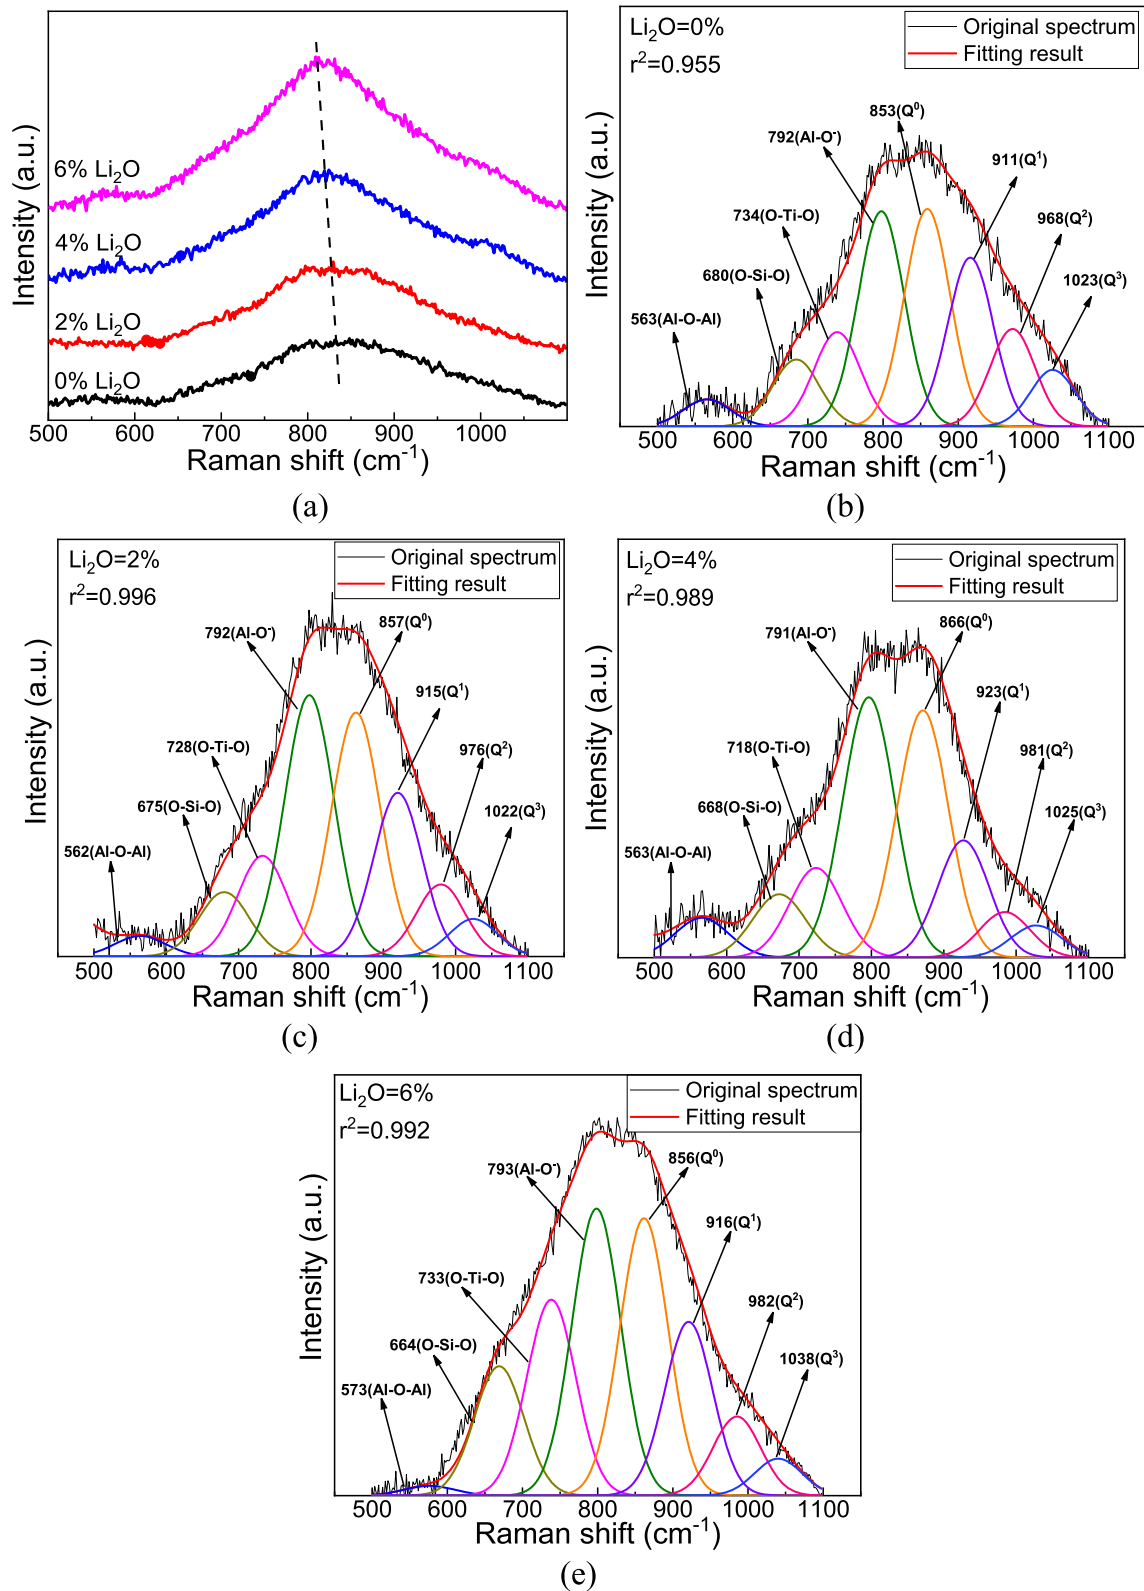 Intensity (a.u.)
6% Li₂O
4% Li₂O
2% Li₂O
0% Li₂O
500 600 700 800 900 1000
Raman shift (cm⁻¹)
(a)
Li₂O=0%
r²=0.955
Original spectrum
Fitting result
853(Q⁰)
792(Al-O⁻)
911(Q¹)
734(O-Ti-O)
968(Q²)
680(O-Si-O)
1023(Q³)
563(Al-O-Al)
Intensity (a.u.)
500 600 700 800 900 1000 1100
Raman shift (cm⁻¹)
(b)
Li₂O=2%
r²=0.996
Original spectrum
Fitting result
792(Al-O⁻)
857(Q⁰)
915(Q¹)
728(O-Ti-O)
976(Q²)
675(O-Si-O)
1022(Q³)
562(Al-O-Al)
Intensity (a.u.)
500 600 700 800 900 1000 1100
Raman shift (cm⁻¹)
(c)
Li₂O=4%
r²=0.989
Original spectrum
Fitting result
791(Al-O⁻)
866(Q⁰)
923(Q¹)
718(O-Ti-O)
981(Q²)
668(O-Si-O)
1025(Q³)
563(Al-O-Al)
Intensity (a.u.)
500 600 700 800 900 1000 1100
Raman shift (cm⁻¹)
(d)
Li₂O=6%
r²=0.992
Original spectrum
Fitting result
793(Al-O⁻)
856(Q⁰)
916(Q¹)
733(O-Ti-O)
982(Q²)
664(O-Si-O)
1038(Q³)
573(Al-O-Al)
Intensity (a.u.)
500 600 700 800 900 1000 1100
Raman shift (cm⁻¹)
(e)